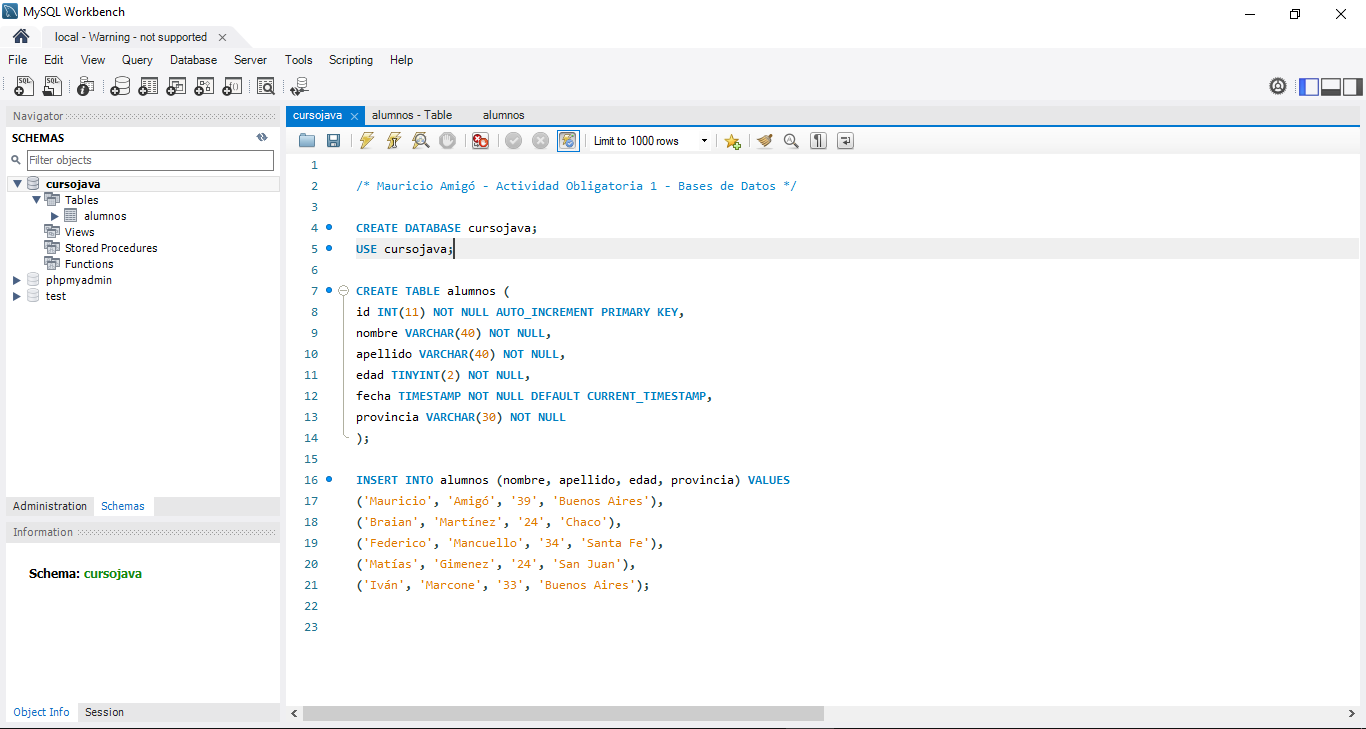 MySQL Workbench
local - Warning - not supported
File Edit View Query Database Server Tools Scripting Help
Navigator
SCHEMAS
Filter objects
cursojava
Tables
alumnos
Views
Stored Procedures
Functions
phpmyadmin
test
Administration Schemas
Information
Schema: cursojava
Object Info Session
cursojava alumnos - Table alumnos
Limit to 1000 rows
1
2 /* Mauricio Amigó - Actividad Obligatoria 1 - Bases de Datos */
3
4 CREATE DATABASE cursojava;
5 USE cursojava;
6
7 CREATE TABLE alumnos (
8 id INT(11) NOT NULL AUTO_INCREMENT PRIMARY KEY,
9 nombre VARCHAR(40) NOT NULL,
10 apellido VARCHAR(40) NOT NULL,
11 edad TINYINT(2) NOT NULL,
12 fecha TIMESTAMP NOT NULL DEFAULT CURRENT_TIMESTAMP,
13 provincia VARCHAR(30) NOT NULL
14 );
15
16 INSERT INTO alumnos (nombre, apellido, edad, provincia) VALUES
17 ('Mauricio', 'Amigó', '39', 'Buenos Aires'),
18 ('Braian', 'Martínez', '24', 'Chaco'),
19 ('Federico', 'Mancuello', '34', 'Santa Fe'),
20 ('Matías', 'Gimenez', '24', 'San Juan'),
21 ('Iván', 'Marcone', '33', 'Buenos Aires');
22
23